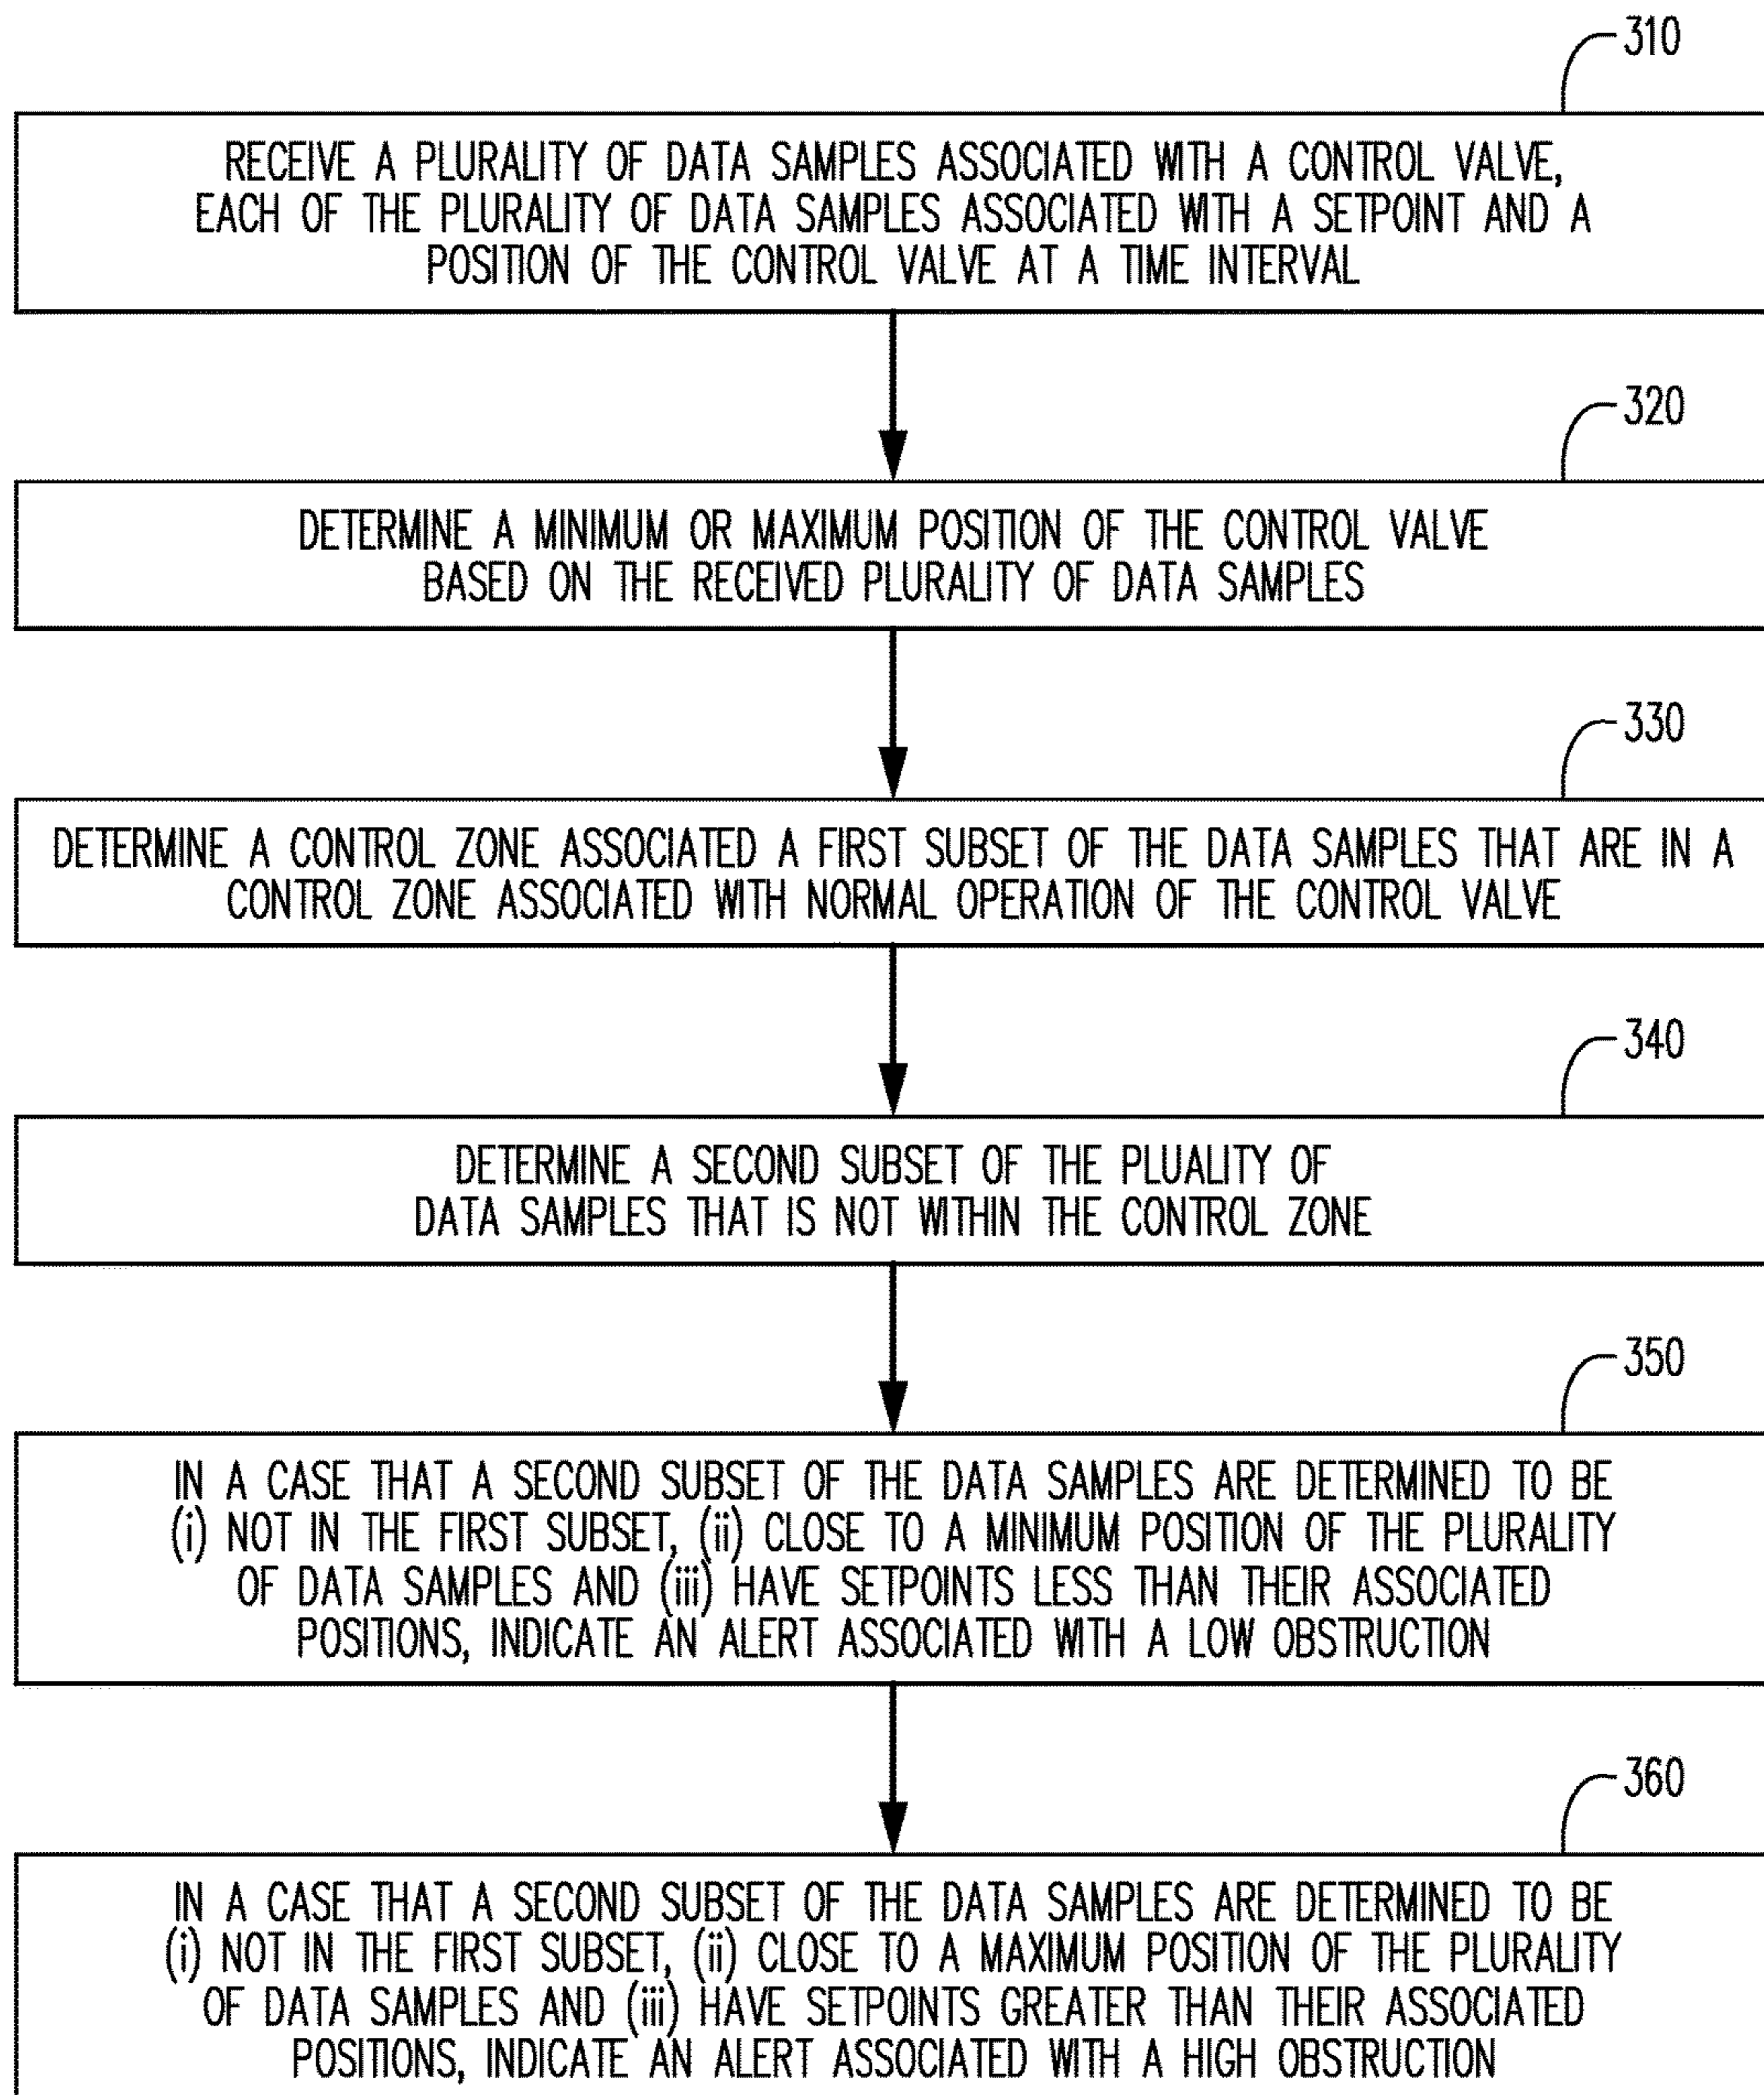 310
RECEIVE A PLURALITY OF DATA SAMPLES ASSOCIATED WITH A CONTROL VALVE,
EACH OF THE PLURALITY OF DATA SAMPLES ASSOCIATED WITH A SETPOINT AND A
POSITION OF THE CONTROL VALVE AT A TIME INTERVAL
320
DETERMINE A MINIMUM OR MAXIMUM POSITION OF THE CONTROL VALVE
BASED ON THE RECEIVED PLURALITY OF DATA SAMPLES
330
DETERMINE A CONTROL ZONE ASSOCIATED A FIRST SUBSET OF THE DATA SAMPLES THAT ARE IN A
CONTROL ZONE ASSOCIATED WITH NORMAL OPERATION OF THE CONTROL VALVE
340
DETERMINE A SECOND SUBSET OF THE PLUALITY OF
DATA SAMPLES THAT IS NOT WITHIN THE CONTROL ZONE
350
IN A CASE THAT A SECOND SUBSET OF THE DATA SAMPLES ARE DETERMINED TO BE
(i) NOT IN THE FIRST SUBSET, (ii) CLOSE TO A MINIMUM POSITION OF THE PLURALITY
OF DATA SAMPLES AND (iii) HAVE SETPOINTS LESS THAN THEIR ASSOCIATED
POSITIONS, INDICATE AN ALERT ASSOCIATED WITH A LOW OBSTRUCTION
360
IN A CASE THAT A SECOND SUBSET OF THE DATA SAMPLES ARE DETERMINED TO BE
(i) NOT IN THE FIRST SUBSET, (ii) CLOSE TO A MAXIMUM POSITION OF THE PLURALITY
OF DATA SAMPLES AND (iii) HAVE SETPOINTS GREATER THAN THEIR ASSOCIATED
POSITIONS, INDICATE AN ALERT ASSOCIATED WITH A HIGH OBSTRUCTION